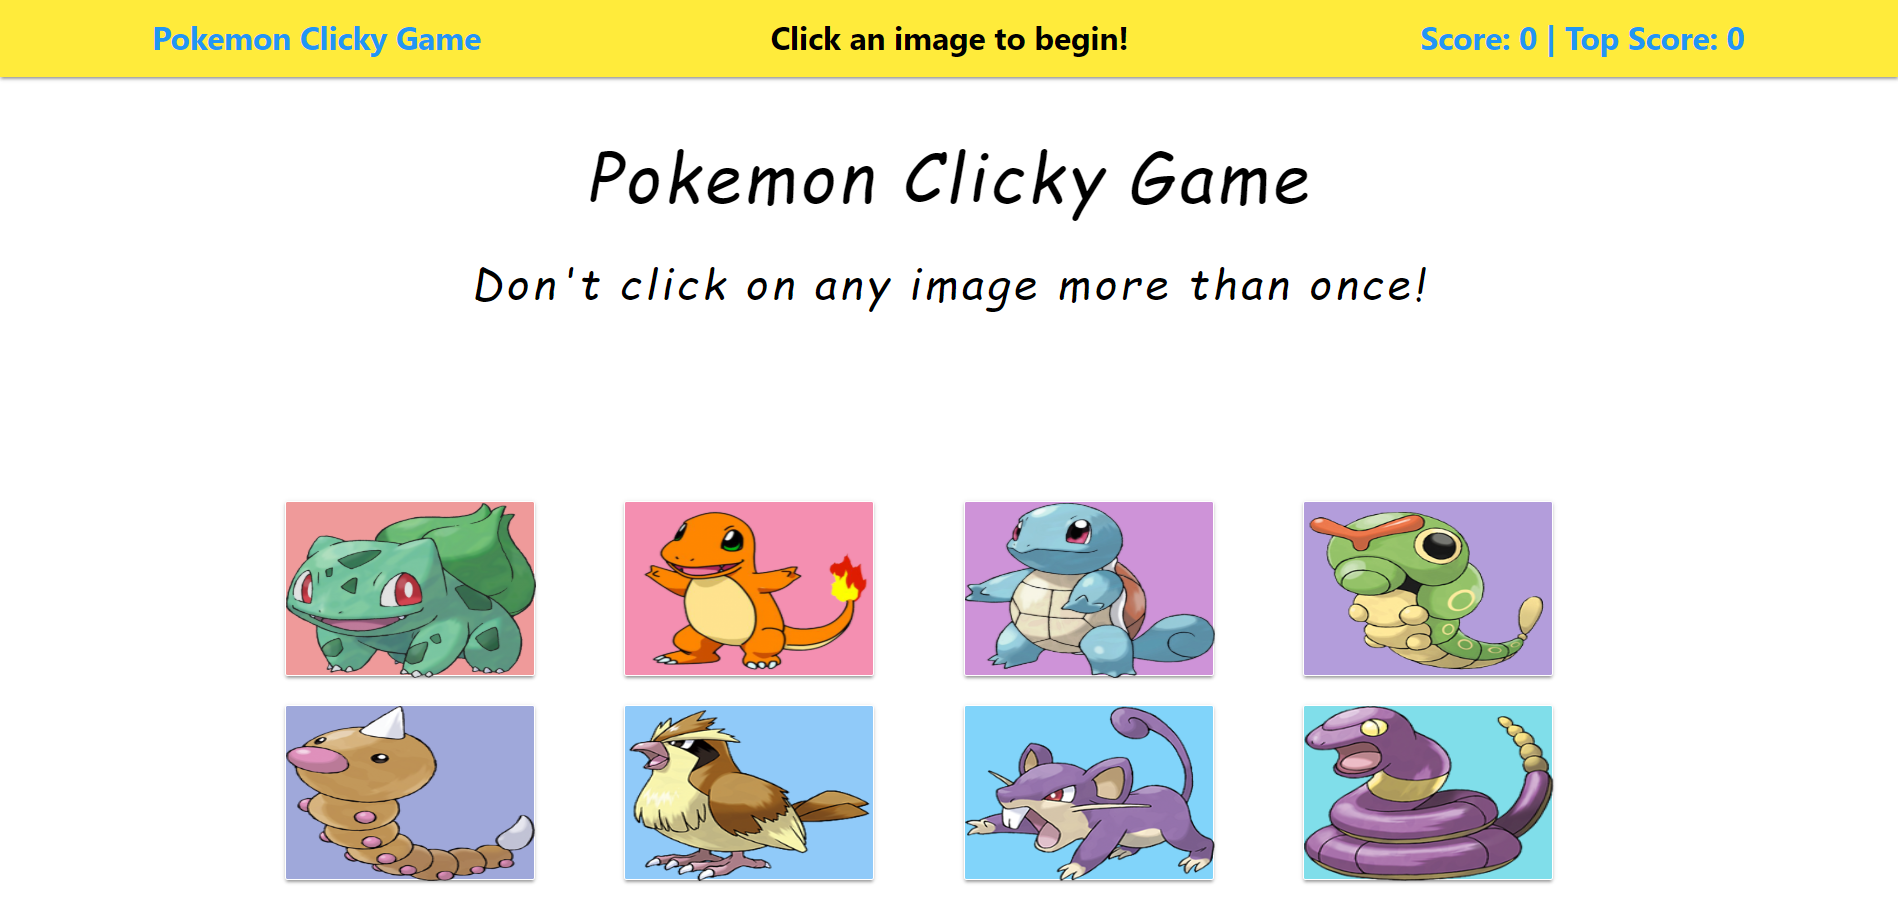 Pokemon Clicky Game
Click an image to begin!
Score: 0 | Top Score: 0
Pokemon Clicky Game
Don't click on any image more than once!